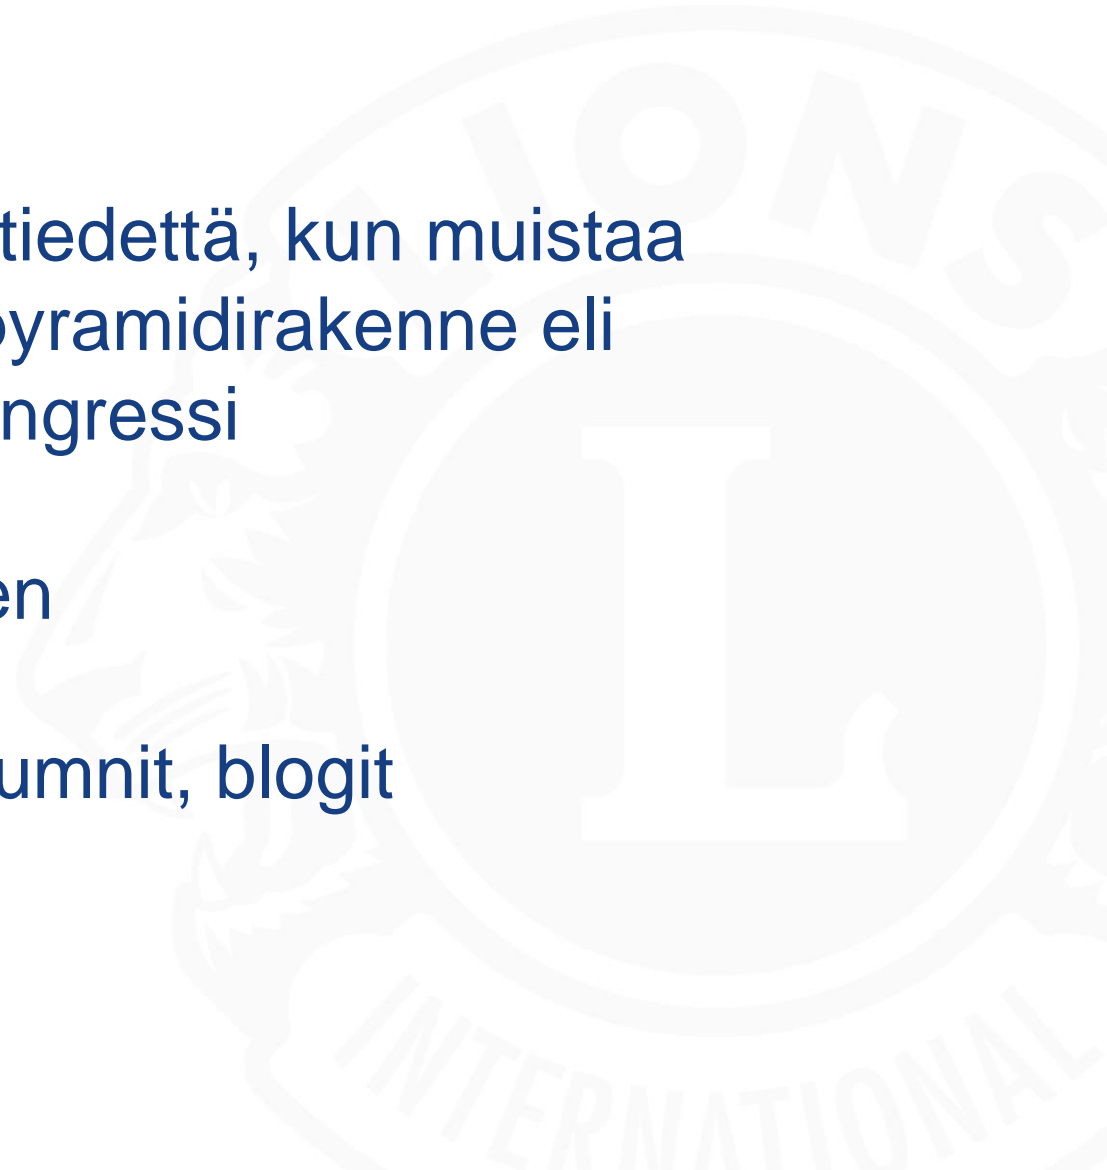 LIONS
tiedettä, kun muistaa
pyramidirakenne eli
ngressi
en
umnit, blogit
L
INTERNATIONAL